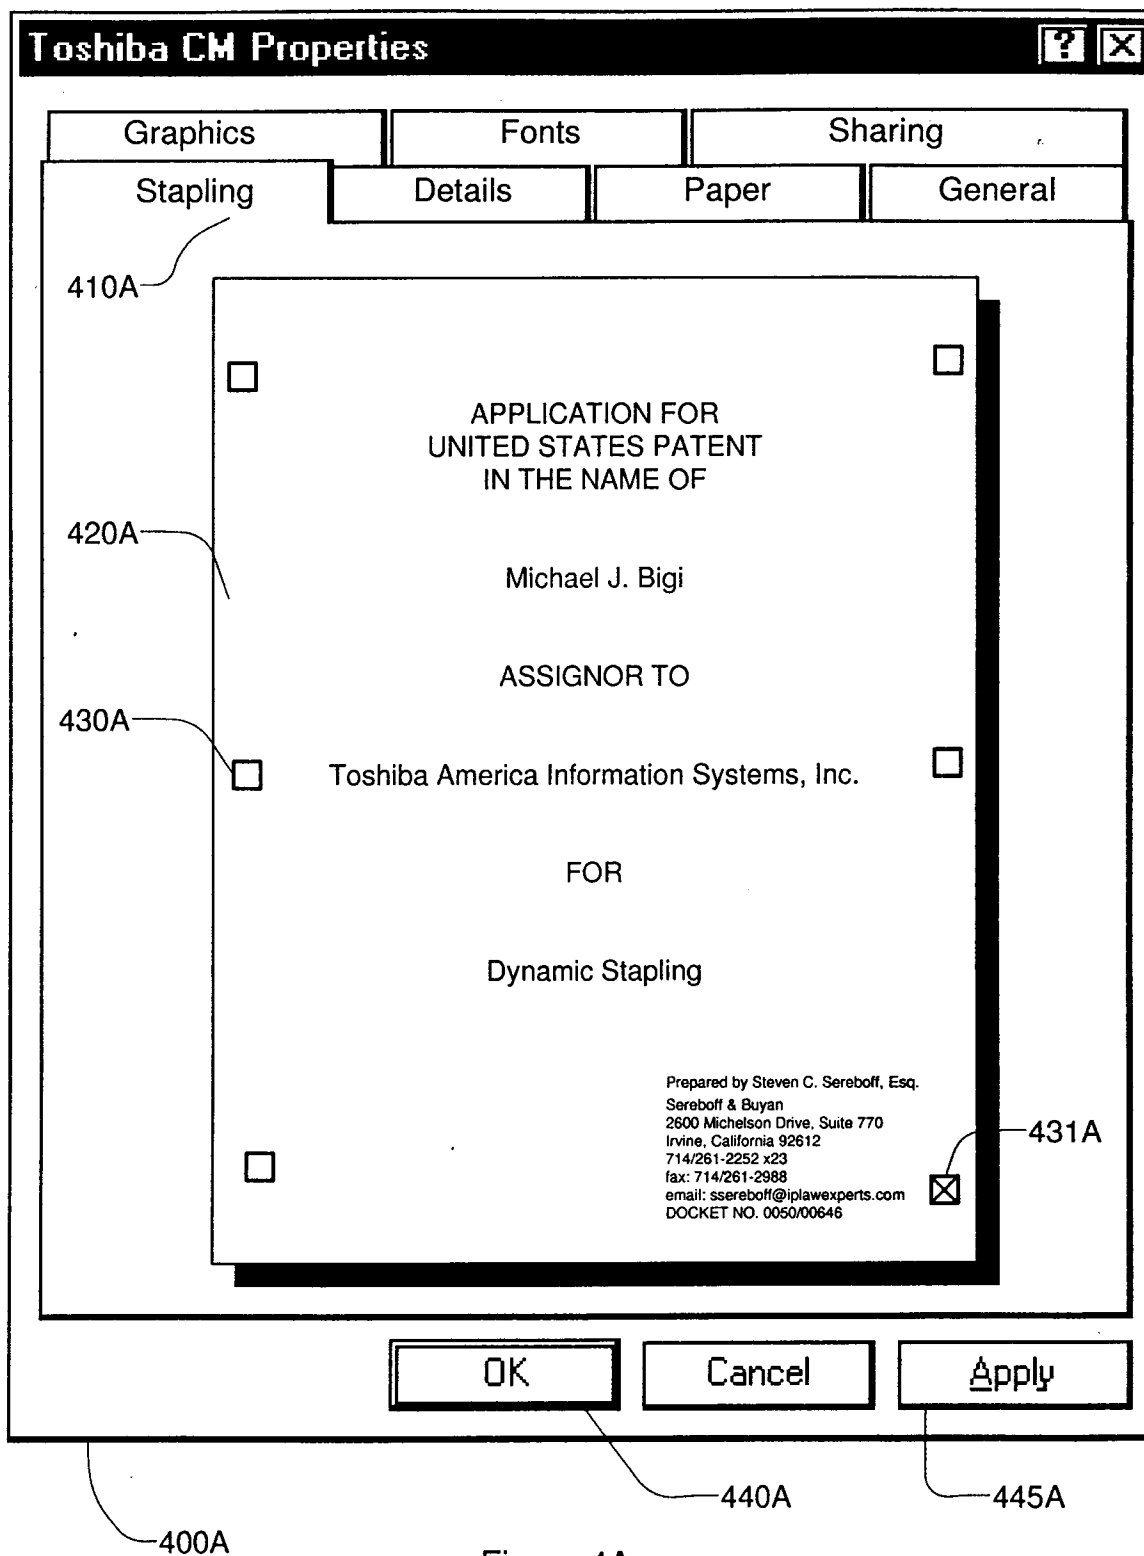 Toshiba CM Properties
? X
Graphics Fonts Sharing
Stapling Details Paper General
410A
APPLICATION FOR
UNITED STATES PATENT
IN THE NAME OF
420A
Michael J. Bigi
ASSIGNOR TO
430A
Toshiba America Information Systems, Inc.
FOR
Dynamic Stapling
Prepared by Steven C. Sereboff, Esq.
Sereboff & Buyan
2600 Michelson Drive, Suite 770
Irvine, California 92612
714/261-2252 x23
fax: 714/261-2988
email: ssereboff@iplawexperts.com
DOCKET NO. 0050/00646
431A
OK Cancel Apply
440A 445A
400A
Figure 4A